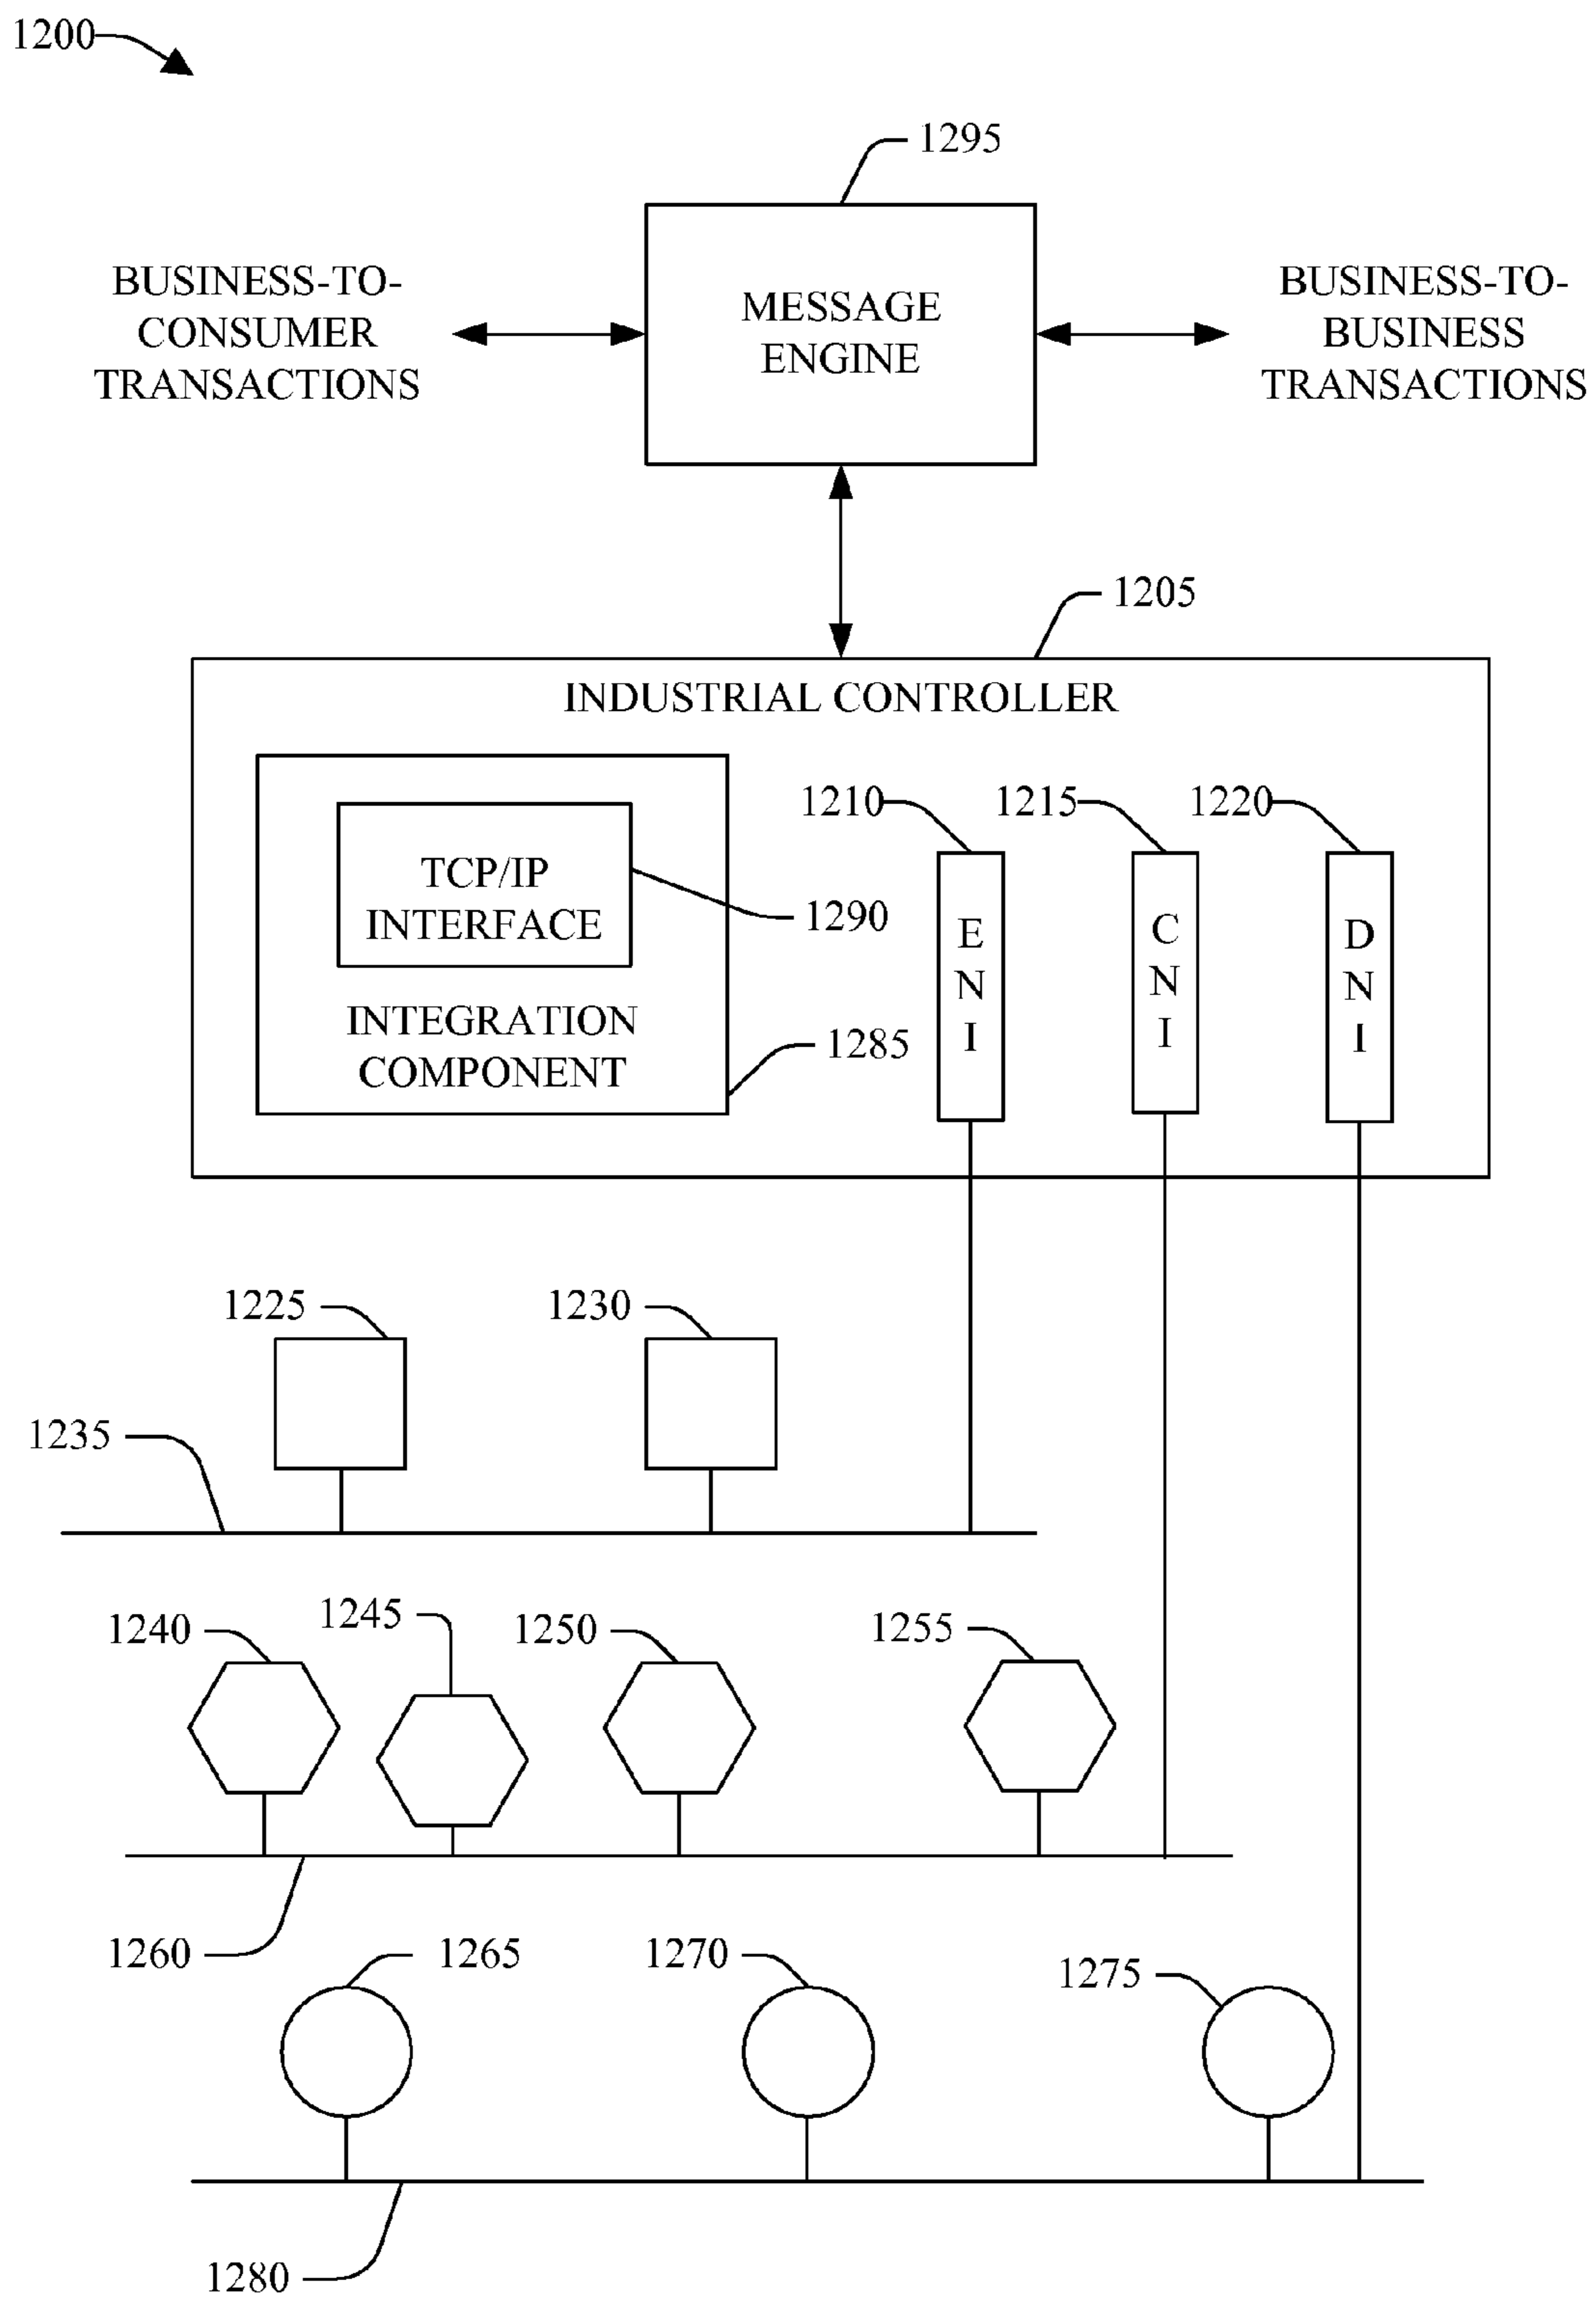 1200
1295
BUSINESS-TO-
CONSUMER
TRANSACTIONS
MESSAGE
ENGINE
BUSINESS-TO-
BUSINESS
TRANSACTIONS
1205
INDUSTRIAL CONTROLLER
1210
1215
1220
TCP/IP
INTERFACE
1290
INTEGRATION
COMPONENT
1285
E
N
I
C
N
I
D
N
I
1225
1230
1235
1240
1245
1250
1255
1260
1265
1270
1275
1280